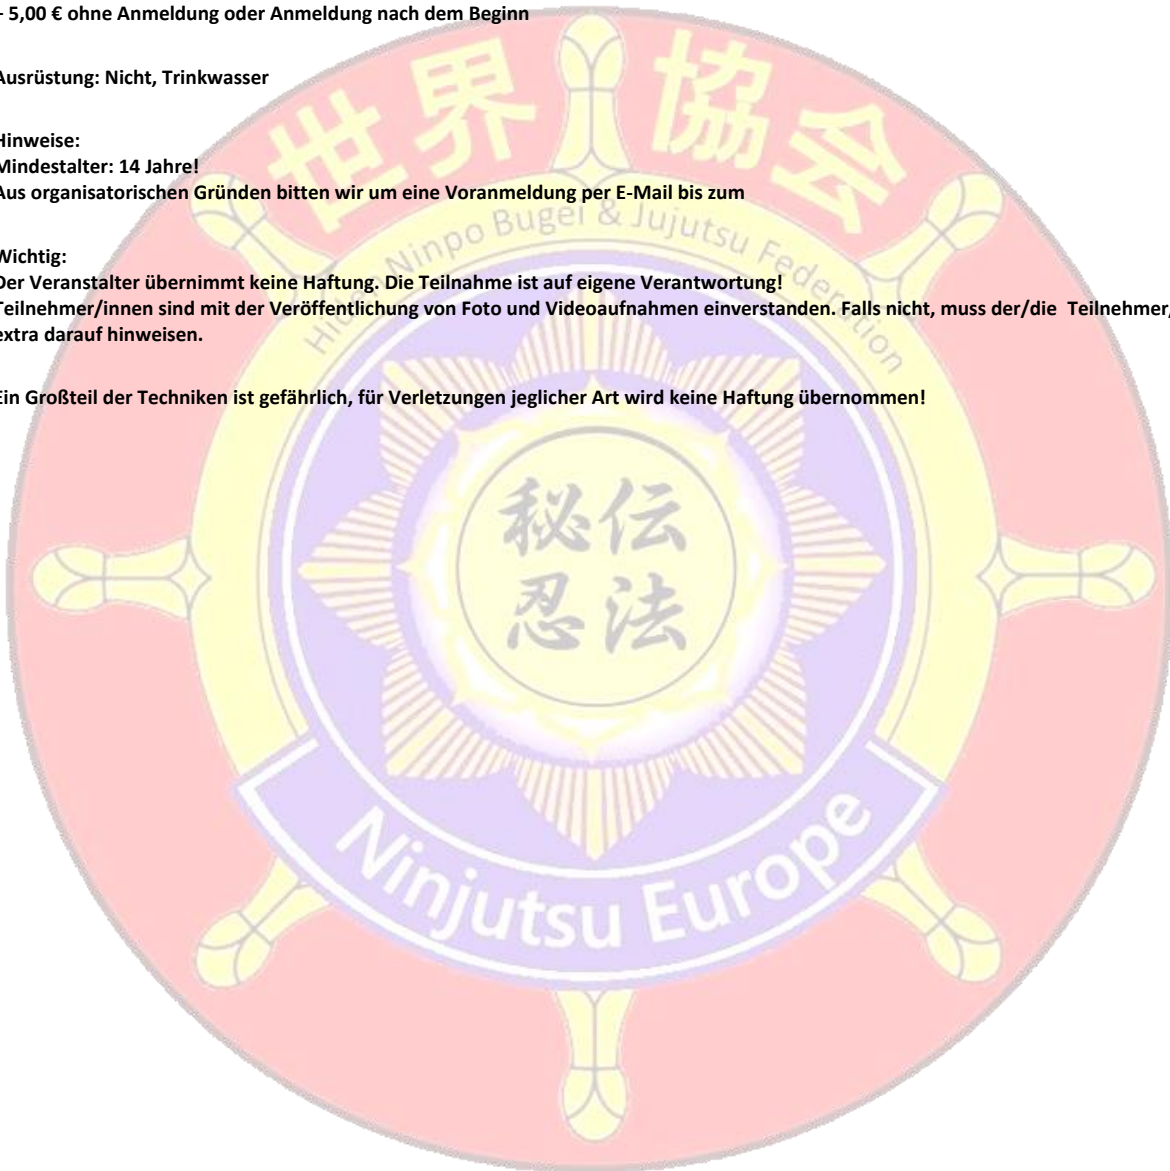 - 5,00 € ohne Anmeldung oder Anmeldung nach dem Beginn
Ausrüstung: Nicht, Trinkwasser
Hinweise:
Mindestalter: 14 Jahre!
Aus organisatorischen Gründen bitten wir um eine Voranmeldung per E-Mail bis zum
Wichtig:
Der Veranstalter übernimmt keine Haftung. Die Teilnahme ist auf eigene Verantwortung!
Teilnehmer/innen sind mit der Veröffentlichung von Foto und Videoaufnahmen einverstanden. Falls nicht, muss der/die Teilnehmer/
extra darauf hinweisen.
Ein Großteil der Techniken ist gefährlich, für Verletzungen jeglicher Art wird keine Haftung übernommen!
世界 協会
Ninpo Bugei & Jujutsu Federation
秘伝
忍法
Ninjutsu Europe